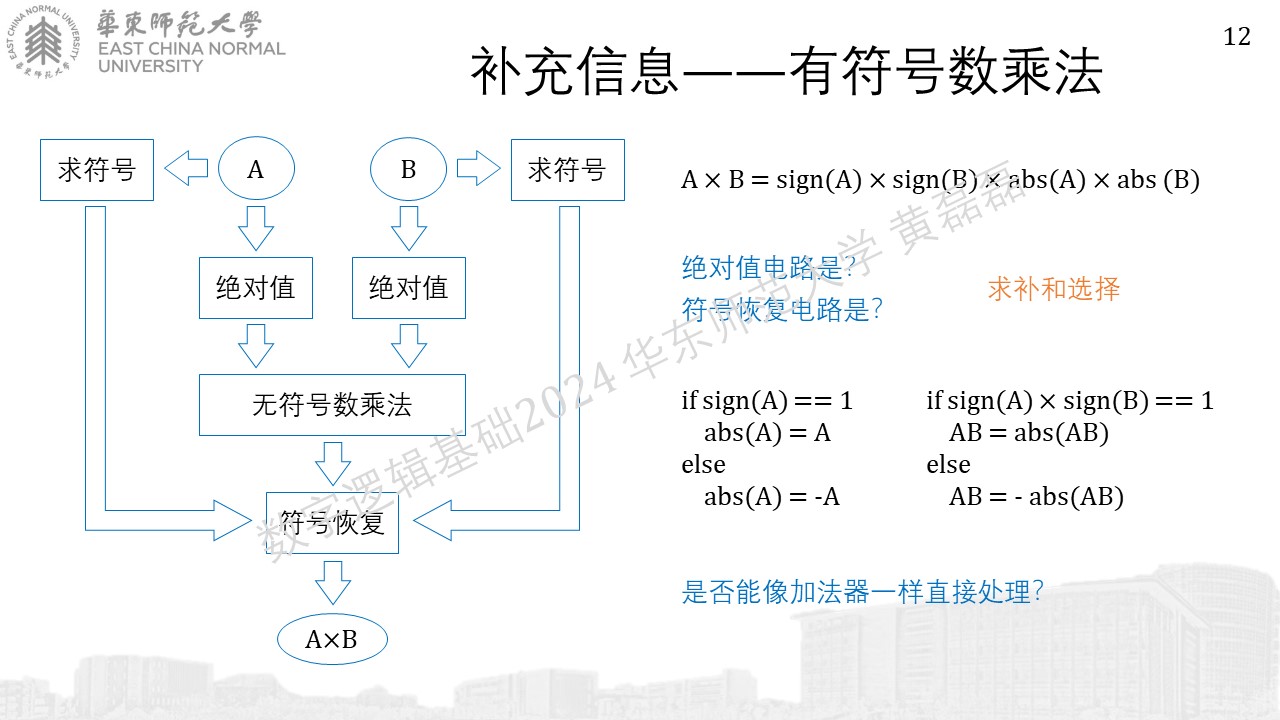 EAST CHINA NORMAL UNIVERSITY
華東師范大學
華東師范大學
EAST CHINA NORMAL
UNIVERSITY
12
补充信息——有符号数乘法
求符号
A
B
求符号
绝对值
绝对值
无符号数乘法
符号恢复
A×B
A × B = sign(A) × sign(B) × abs(A) × abs (B)
绝对值电路是?
符号恢复电路是?
求补和选择
if sign(A) == 1
abs(A) = A
else
abs(A) = -A
if sign(A) × sign(B) == 1
AB = abs(AB)
else
AB = - abs(AB)
是否能像加法器一样直接处理?
数字逻辑基础2024 华东师范大学 黄磊磊